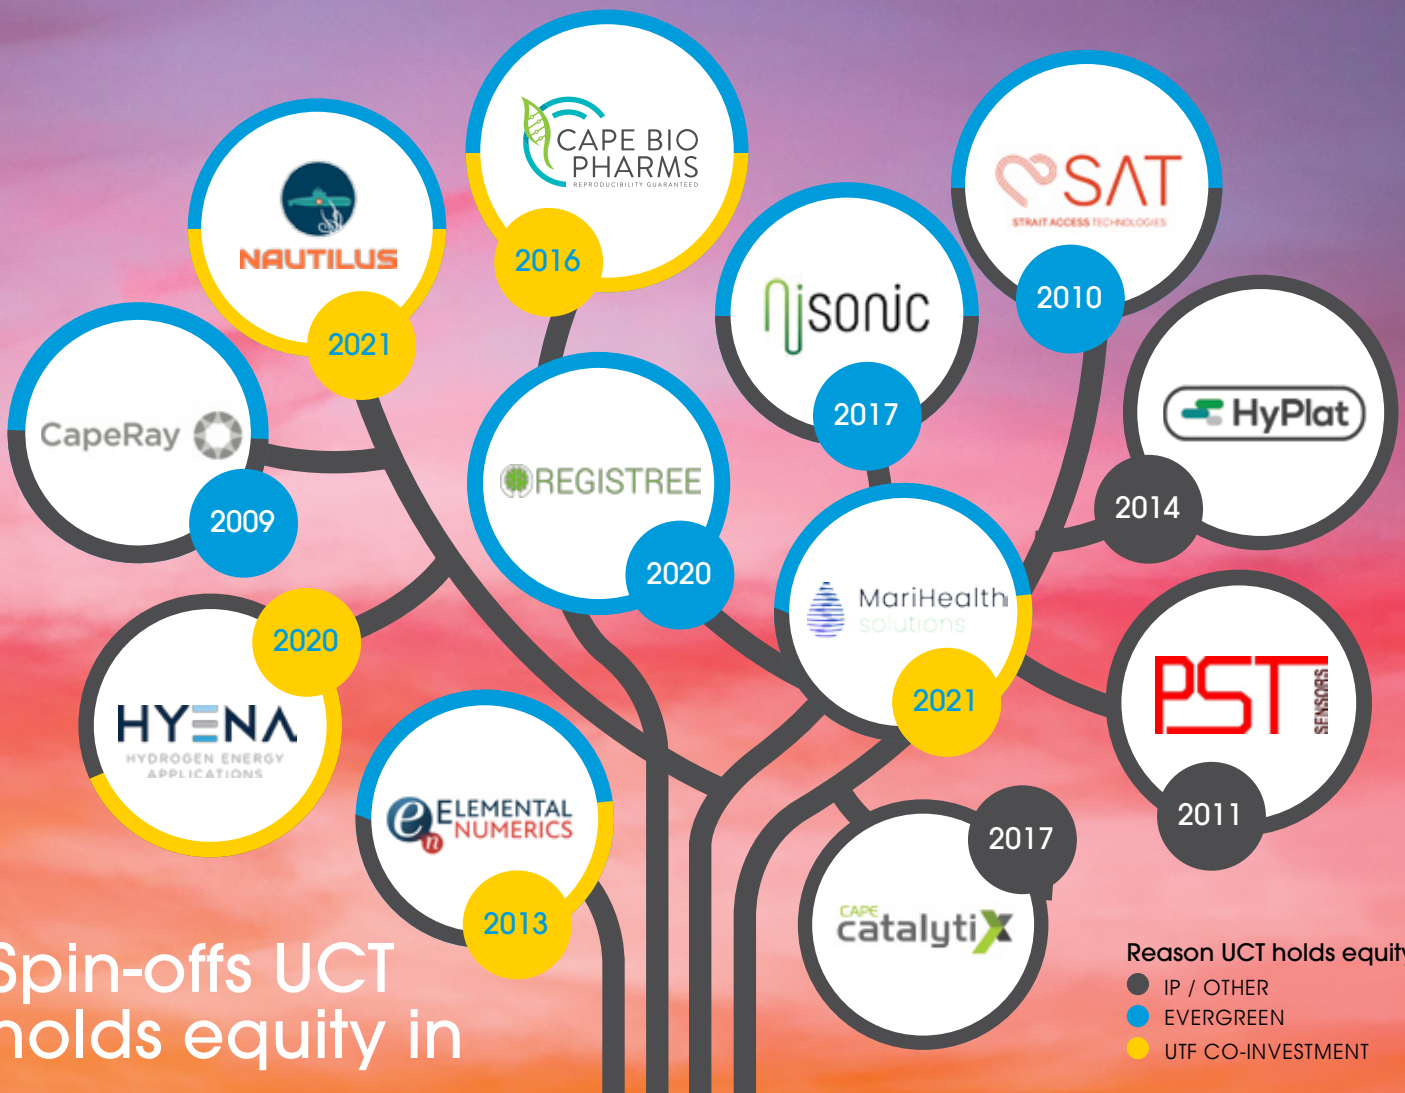 CAPE BIO
PHARMS
REPRODUCIBILITY GUARANTEED
2016
NAUTILUS
2021
SAT
STRAIT ACCESS TECHNOLOGIES
2010
njsonic
2017
HyPlat
2014
CapeRay
2009
REGISTREE
2020
MariHealth
solutions
2021
2020
HYENA
HYDROGEN ENERGY
APPLICATIONS
PST
SENSORS
2011
ELEMENTAL
NUMERICS
en
2013
2017
CAPE
catalytiX
Spin-offs UCT
holds equity in
Reason UCT holds equity
IP / OTHER
EVERGREEN
UTF CO-INVESTMENT